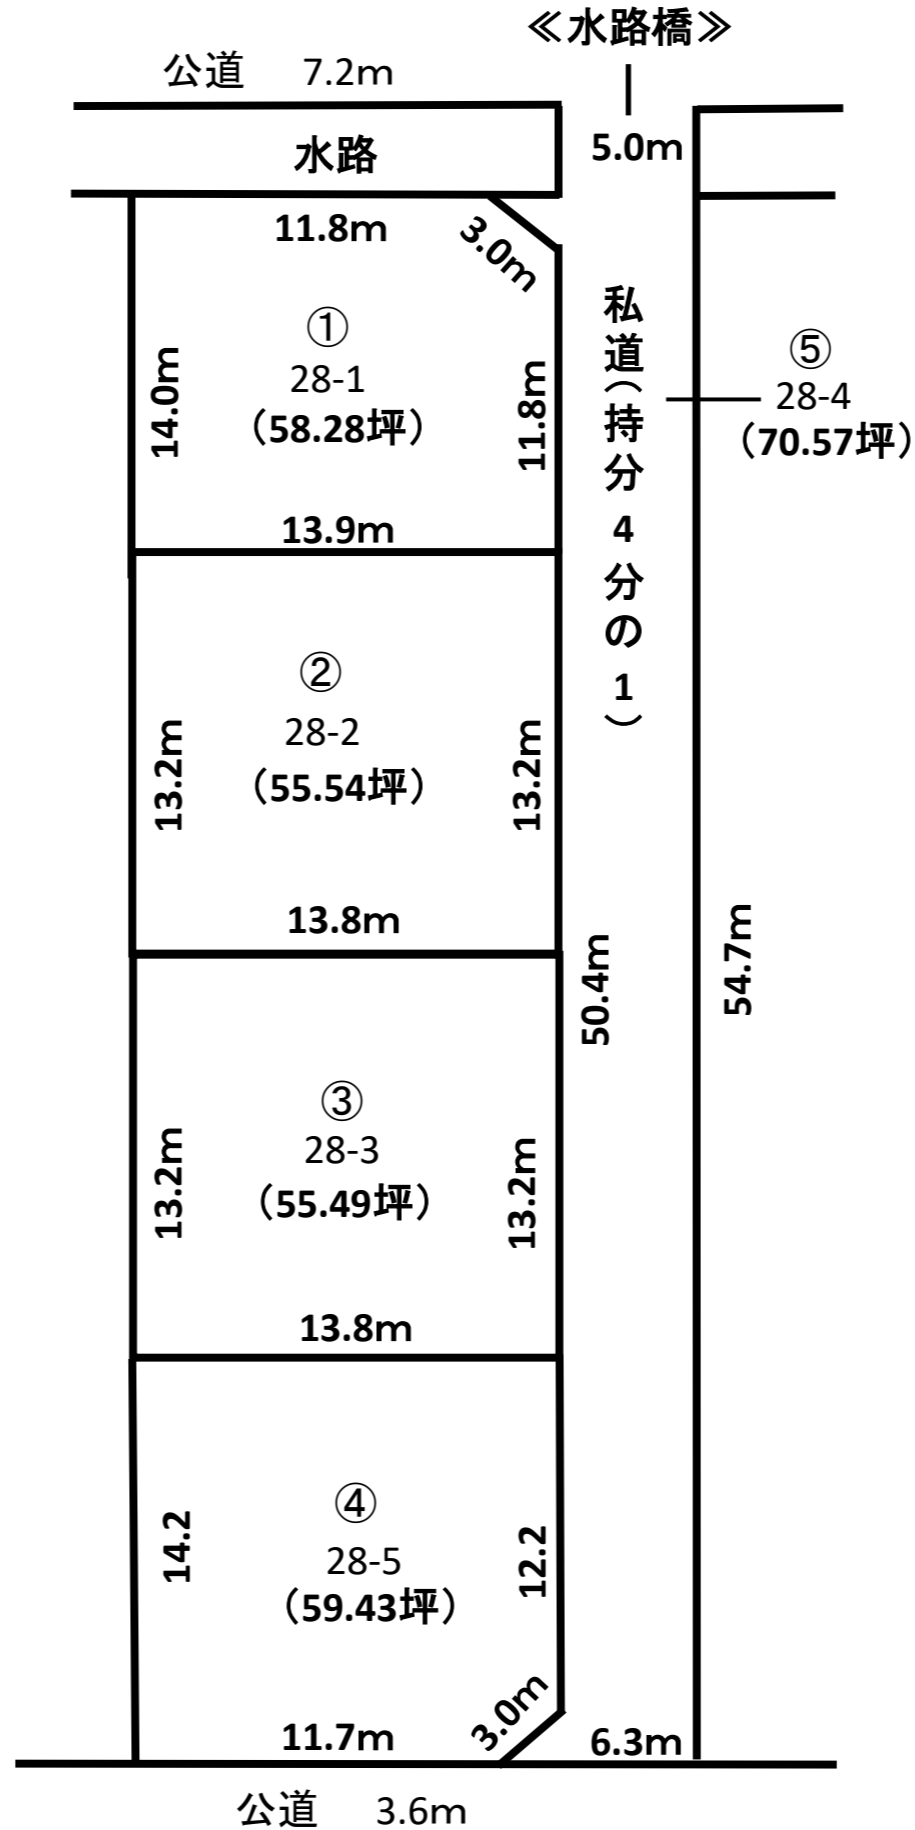 ≪水路橋≫
公道 7.2m
水路
5.0m
11.8m
3.0m
①
28-1
（58.28坪）
14.0m
11.8m
13.9m
私道（持分4分の1）
⑤
28-4
（70.57坪）
②
28-2
（55.54坪）
13.2m
13.2m
13.8m
50.4m
54.7m
③
28-3
（55.49坪）
13.2m
13.2m
13.8m
④
28-5
（59.43坪）
14.2
12.2
11.7m
3.0m
6.3m
公道 3.6m